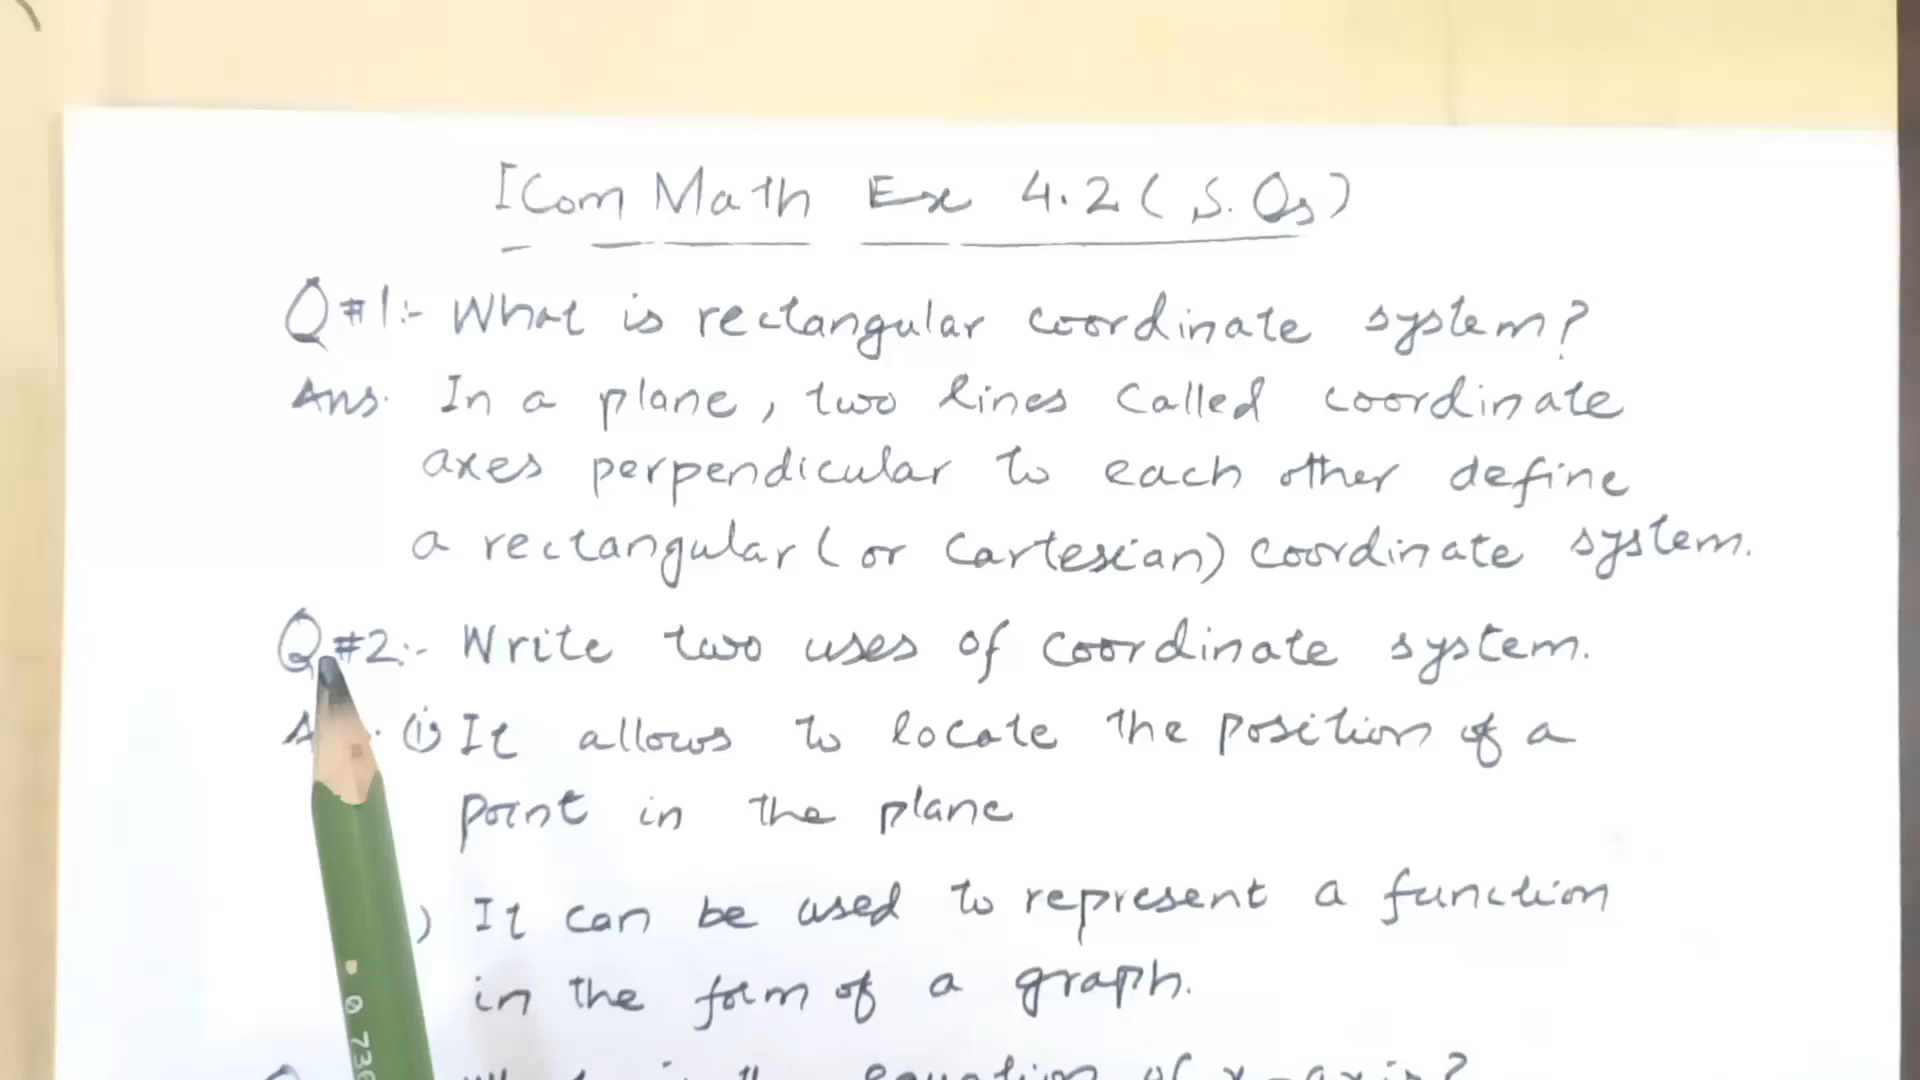 ICom Math Ex 4.2 (S.Qs)
Q#1:- What is rectangular coordinate system?
Ans. In a plane, two lines called coordinate
axes perpendicular to each other define
a rectangular (or Cartesian) coordinate system.
Q#2:- Write two uses of coordinate system.
(i) It allows to locate the position of a
point in the plane
) It can be used to represent a function
in the form of a graph.
equation of x-axis?